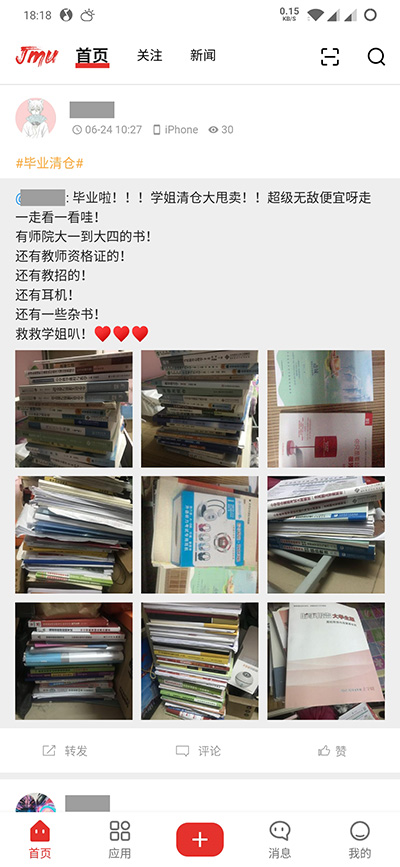 18:18
0.15
KB/S
Jmu
首页
关注
新闻
06-24 10:27
iPhone
30
#毕业清仓#
@
: 毕业啦！！！学姐清仓大甩卖！！超级无敌便宜呀走
一走看一看哇！
有师院大一到大四的书！
还有教师资格证的！
还有教招的！
还有耳机！
还有一些杂书！
救救学姐叭！❤️❤️❤️
大学生
转发
评论
赞
首页
应用
消息
我的